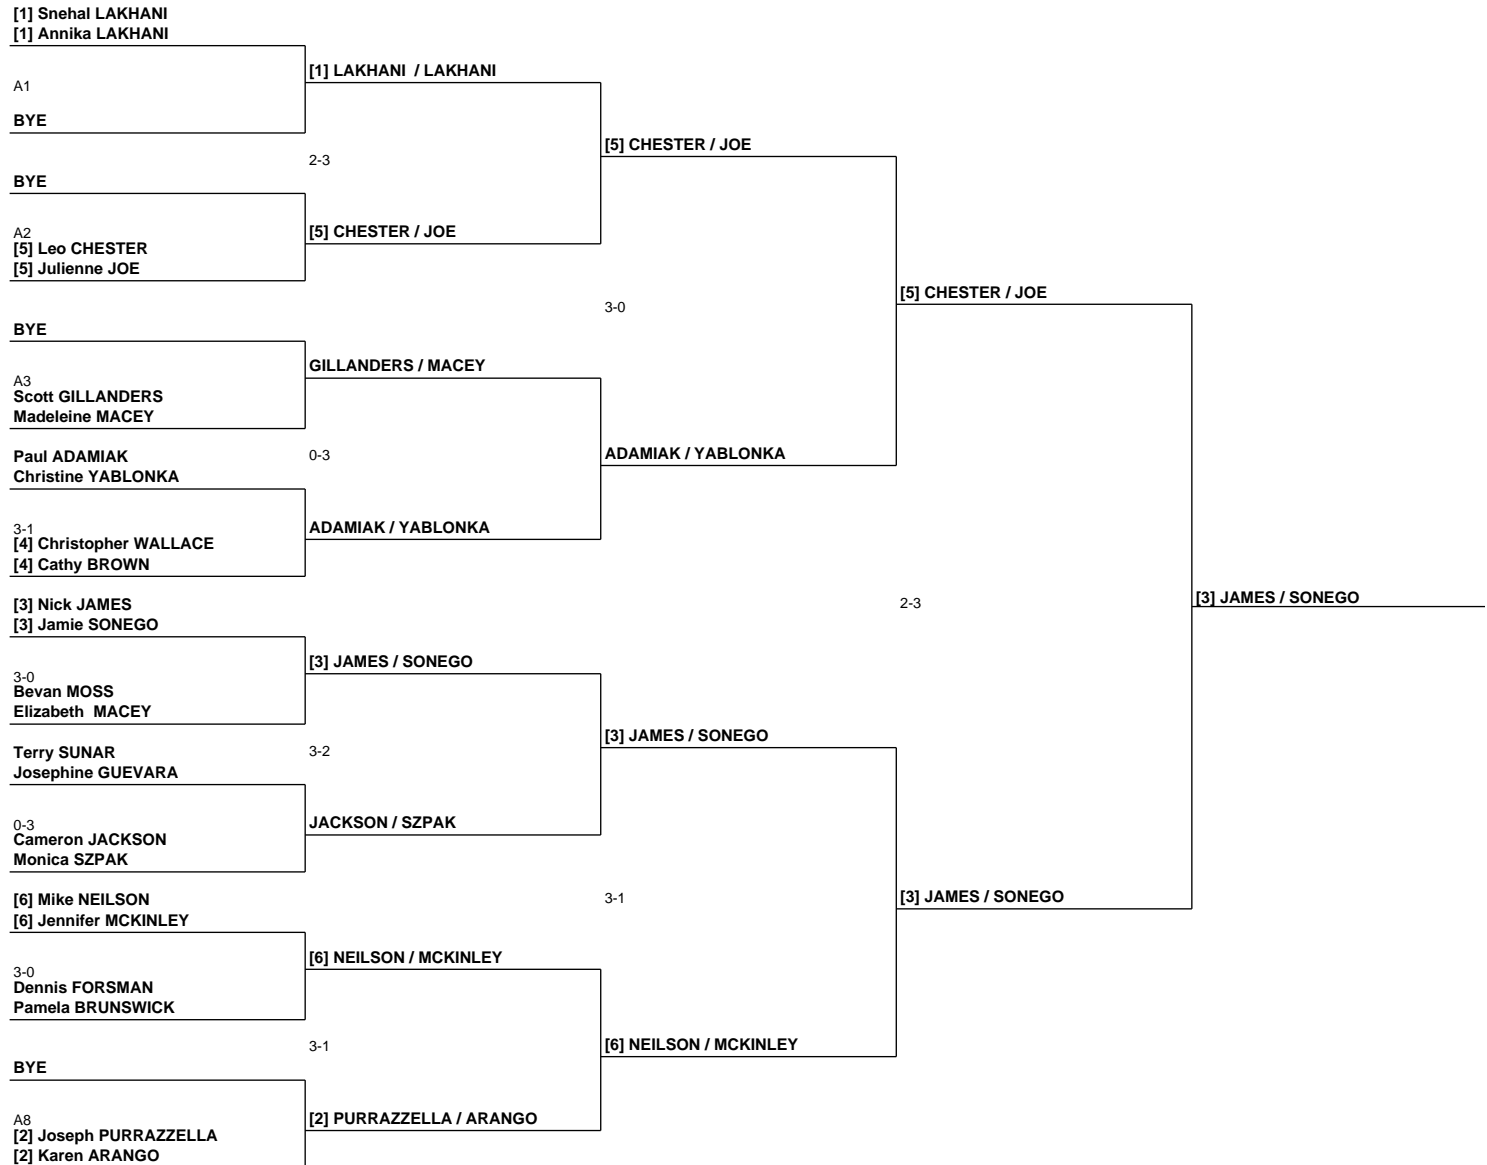 [1] Snehal LAKHANI
[1] Annika LAKHANI
[1] LAKHANI / LAKHANI
A1
BYE
[5] CHESTER / JOE
2-3
BYE
A2
[5] CHESTER / JOE
[5] Leo CHESTER
[5] Julienne JOE
[5] CHESTER / JOE
3-0
BYE
GILLANDERS / MACEY
A3
Scott GILLANDERS
Madeleine MACEY
Paul ADAMIAK
0-3
ADAMIAK / YABLONKA
Christine YABLONKA
3-1
ADAMIAK / YABLONKA
[4] Christopher WALLACE
[4] Cathy BROWN
[3] Nick JAMES
2-3
[3] JAMES / SONEGO
[3] Jamie SONEGO
[3] JAMES / SONEGO
3-0
Bevan MOSS
Elizabeth MACEY
[3] JAMES / SONEGO
Terry SUNAR
3-2
Josephine GUEVARA
0-3
JACKSON / SZPAK
Cameron JACKSON
Monica SZPAK
[6] Mike NEILSON
3-1
[3] JAMES / SONEGO
[6] Jennifer MCKINLEY
[6] NEILSON / MCKINLEY
3-0
Dennis FORSMAN
Pamela BRUNSWICK
3-1
[6] NEILSON / MCKINLEY
BYE
A8
[2] PURRAZZELLA / ARANGO
[2] Joseph PURRAZZELLA
[2] Karen ARANGO